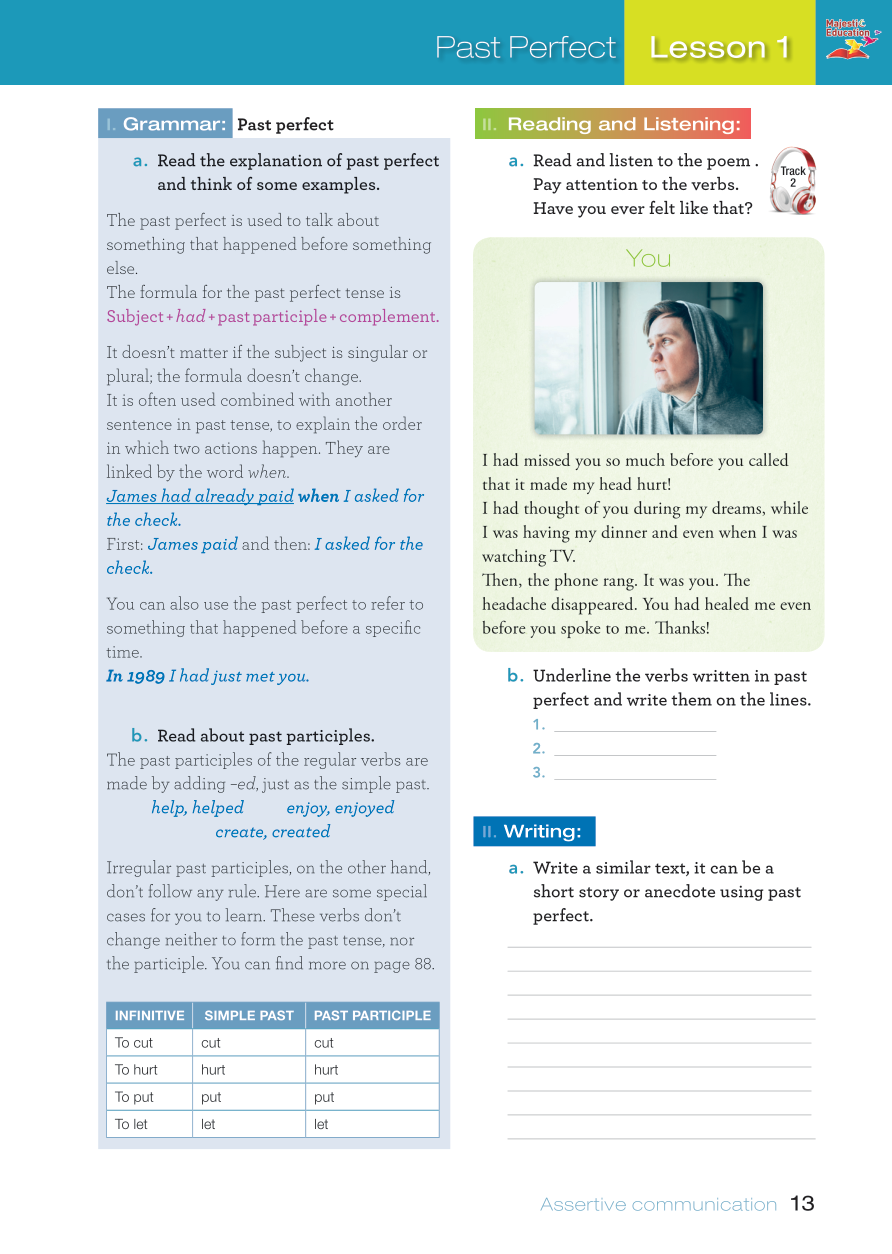 Past Perfect
Lesson 1
Majestic
Education
I. Grammar: Past perfect
a. Read the explanation of past perfect
and think of some examples.
The past perfect is used to talk about
something that happened before something
else.
The formula for the past perfect tense is
Subject + had + past participle + complement.
It doesn’t matter if the subject is singular or
plural; the formula doesn’t change.
It is often used combined with another
sentence in past tense, to explain the order
in which two actions happen. They are
linked by the word when.
James had already paid when I asked for
the check.
First: James paid and then: I asked for the
check.
You can also use the past perfect to refer to
something that happened before a specific
time.
In 1989 I had just met you.
b. Read about past participles.
The past participles of the regular verbs are
made by adding –ed, just as the simple past.
help, helped enjoy, enjoyed
create, created
Irregular past participles, on the other hand,
don’t follow any rule. Here are some special
cases for you to learn. These verbs don’t
change neither to form the past tense, nor
the participle. You can find more on page 88.
INFINITIVE SIMPLE PAST PAST PARTICIPLE
To cut cut cut
To hurt hurt hurt
To put put put
To let let let
II. Reading and Listening:
a. Read and listen to the poem .
Pay attention to the verbs.
Have you ever felt like that?
Track
2
You
I had missed you so much before you called
that it made my head hurt!
I had thought of you during my dreams, while
I was having my dinner and even when I was
watching TV.
Then, the phone rang. It was you. The
headache disappeared. You had healed me even
before you spoke to me. Thanks!
b. Underline the verbs written in past
perfect and write them on the lines.
1.
2.
3.
II. Writing:
a. Write a similar text, it can be a
short story or anecdote using past
perfect.
Assertive communication 13